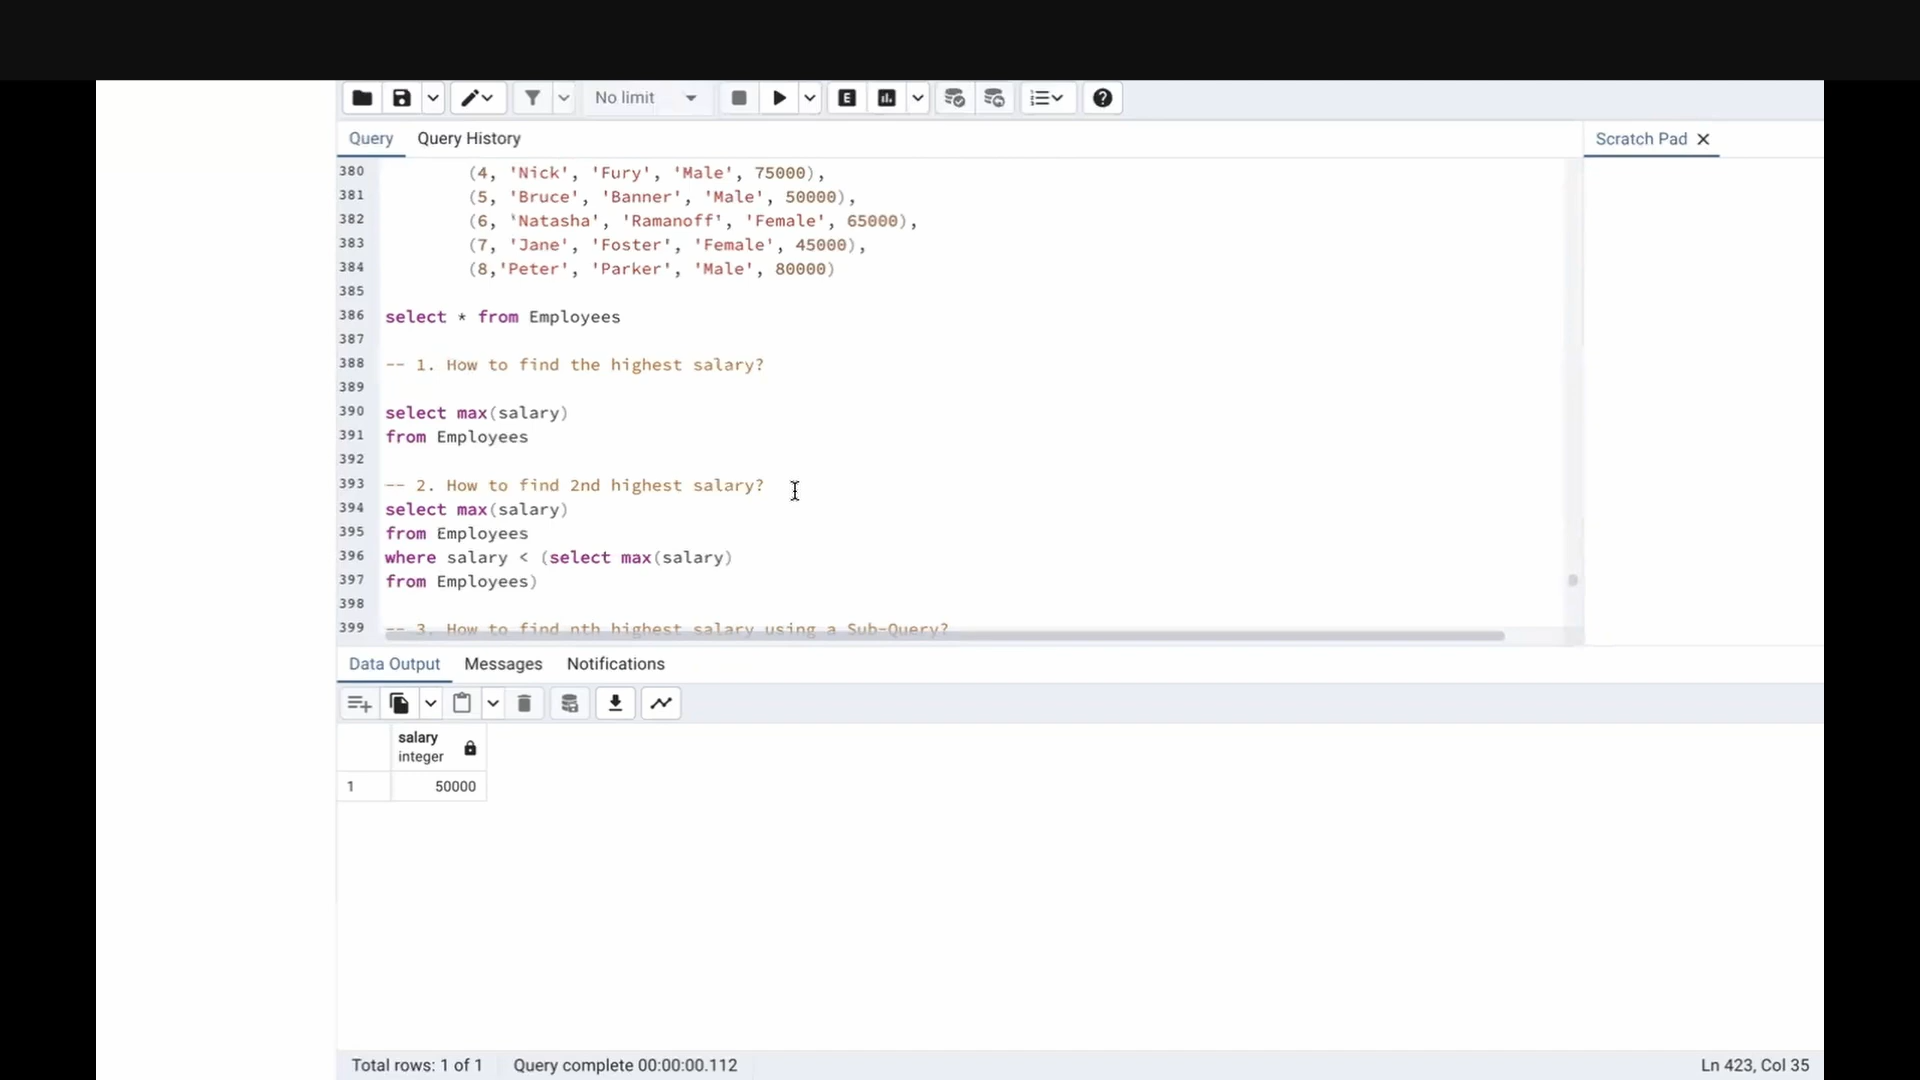 No limit
Query Query History Scratch Pad
380 (4, 'Nick', 'Fury', 'Male', 75000),
381 (5, 'Bruce', 'Banner', 'Male', 50000),
382 (6, 'Natasha', 'Ramanoff', 'Female', 65000),
383 (7, 'Jane', 'Foster', 'Female', 45000),
384 (8,'Peter', 'Parker', 'Male', 80000)
385
386 select * from Employees
387
388 -- 1. How to find the highest salary?
389
390 select max(salary)
391 from Employees
392
393 -- 2. How to find 2nd highest salary?
394 select max(salary)
395 from Employees
396 where salary < (select max(salary)
397 from Employees)
398
399 -- 3. How to find nth highest salary using a Sub-Query?
Data Output Messages Notifications
salary
integer
1 50000
Total rows: 1 of 1 Query complete 00:00:00.112 Ln 423, Col 35